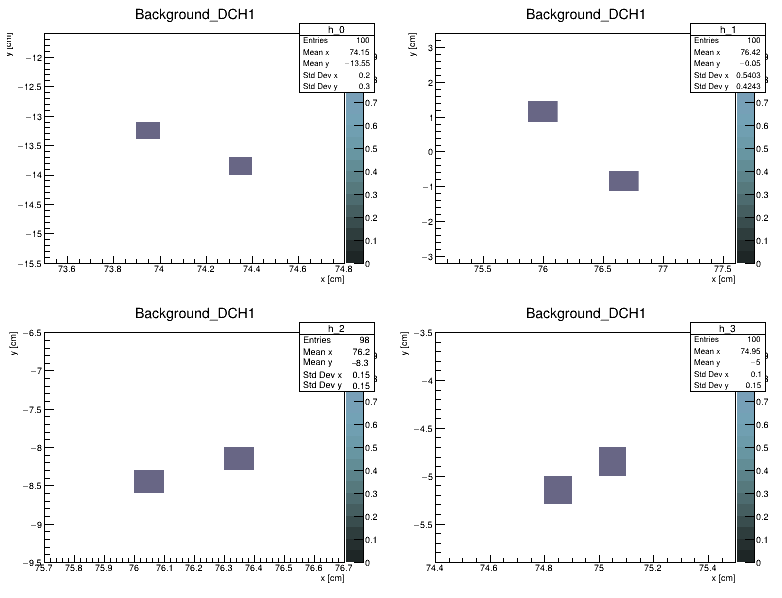 Background_DCH1
h_0
Entries 100
Mean x 74.15
Mean y −13.55
Std Dev x 0.2
Std Dev y 0.3
y [cm]
−12
−12.5
−13
−13.5
−14
−14.5
−15
−15.5
73.6 73.8 74 74.2 74.4 74.6 74.8
x [cm]
0.7
0.6
0.5
0.4
0.3
0.2
0.1
0
Background_DCH1
h_1
Entries 100
Mean x 76.42
Mean y −0.05
Std Dev x 0.5403
Std Dev y 0.4243
y [cm]
3
2
1
0
−1
−2
−3
75.5 76 76.5 77 77.5
x [cm]
0.7
0.6
0.5
0.4
0.3
0.2
0.1
0
Background_DCH1
h_2
Entries 98
Mean x 76.2
Mean y −8.3
Std Dev x 0.15
Std Dev y 0.15
y [cm]
−6.5
−7
−7.5
−8
−8.5
−9
−9.5
75.7 75.8 75.9 76 76.1 76.2 76.3 76.4 76.5 76.6 76.7
x [cm]
0.7
0.6
0.5
0.4
0.3
0.2
0.1
0
Background_DCH1
h_3
Entries 100
Mean x 74.95
Mean y −5
Std Dev x 0.1
Std Dev y 0.15
y [cm]
−3.5
−4
−4.5
−5
−5.5
74.4 74.6 74.8 75 75.2 75.4
x [cm]
0.7
0.6
0.5
0.4
0.3
0.2
0.1
0